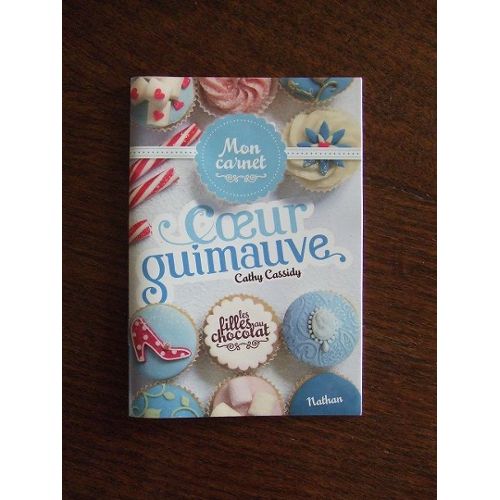 Mon
carnet
Cœur
guimauve
Cathy Cassidy
les
filles au
chocolat
Nathan